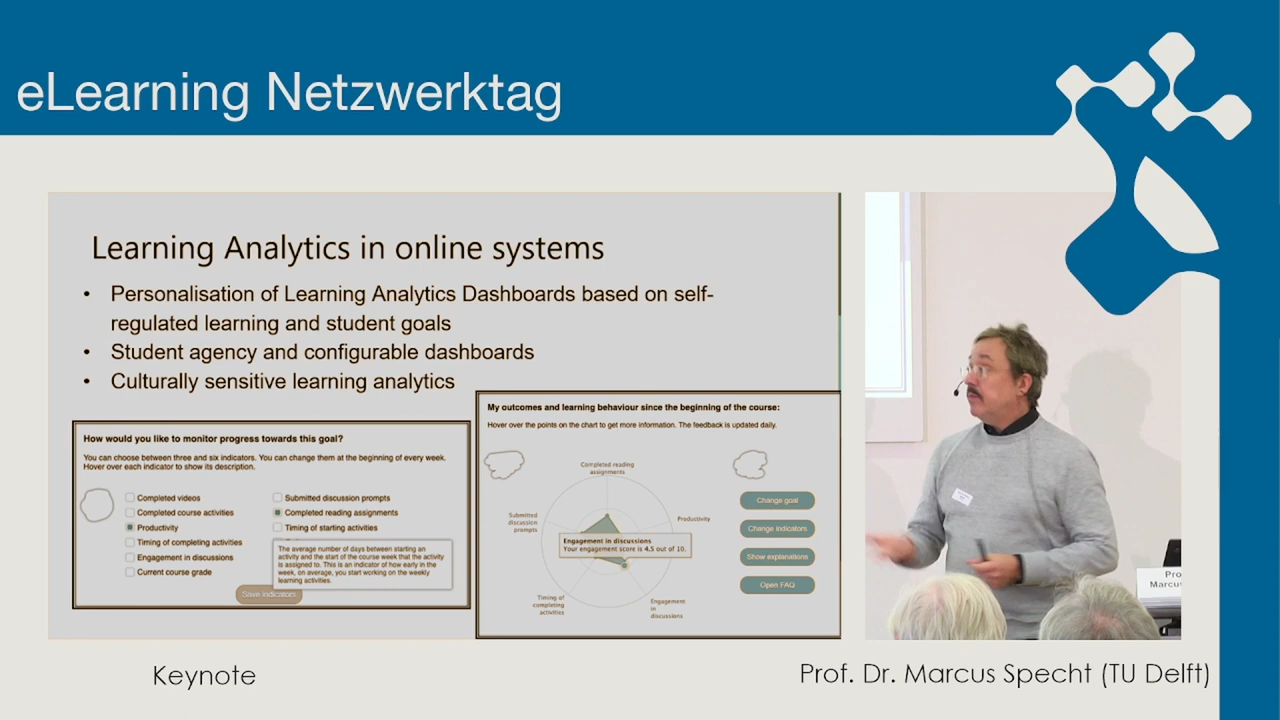 eLearning Netzwerktag
Learning Analytics in online systems
• Personalisation of Learning Analytics Dashboards based on self-
regulated learning and student goals
• Student agency and configurable dashboards
• Culturally sensitive learning analytics
How would you like to monitor progress towards this goal?
You can choose between three and six indicators. You can change them at the beginning of every week.
Hover over each indicator to show its description.
Completed videos
Completed course activities
Productivity
Timing of completing activities
Engagement in discussions
Current course grade
Submitted discussion prompts
Completed reading assignments
Timing of starting activities
The average number of days between starting an
activity and the start of the course week that the activity
is assigned to. This is an indicator of how early in the
week, on average, you start working on the weekly
learning activities.
Save indicators
My outcomes and learning behaviour since the beginning of the course:
Hover over the points on the chart to get more information. The feedback is updated daily.
Completed reading
assignments
Submitted
discussion
prompts
Productivity
Engagement in discussions
Your engagement score is 4.5 out of 10.
Timing of
completing
activities
Engagement
in
discussions
Change goal
Change indicators
Show explanations
Open FAQ
Pro
Marcus
Keynote
Prof. Dr. Marcus Specht (TU Delft)